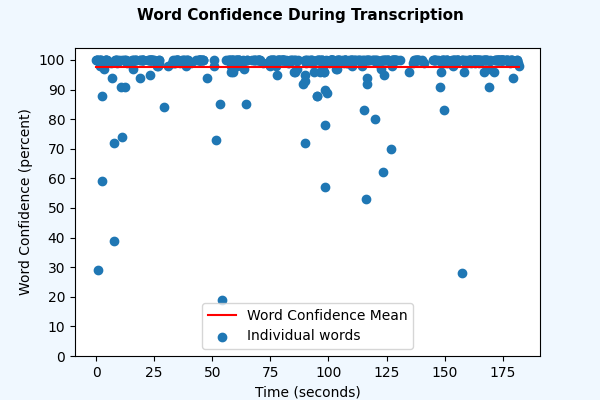 Word Confidence During Transcription
Word Confidence (percent)
100
90
80
70
60
50
40
30
20
10
0
Word Confidence Mean
Individual words
0 25 50 75 100 125 150 175
Time (seconds)